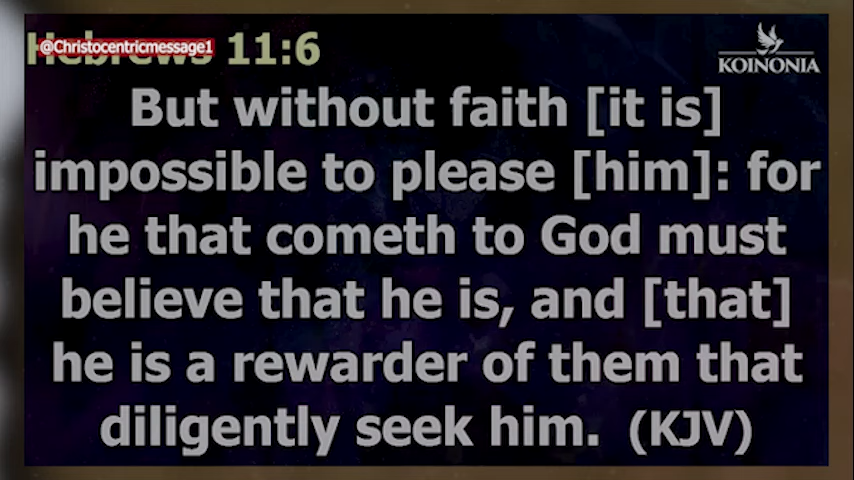 Hebrews 11:6
@Christocentricmessage1
KOINONIA
But without faith [it is]
impossible to please [him]: for
he that cometh to God must
believe that he is, and [that]
he is a rewarder of them that
diligently seek him. (KJV)